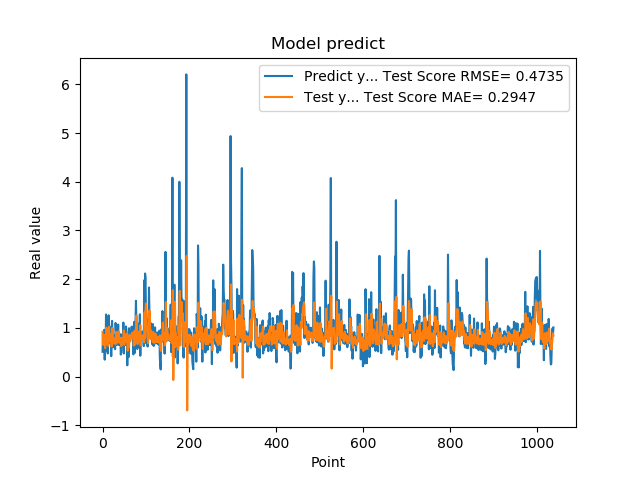 Model predict
Predict y... Test Score RMSE= 0.4735
Test y... Test Score MAE= 0.2947
6
5
4
3
2
1
0
−1
Real value
0 200 400 600 800 1000
Point